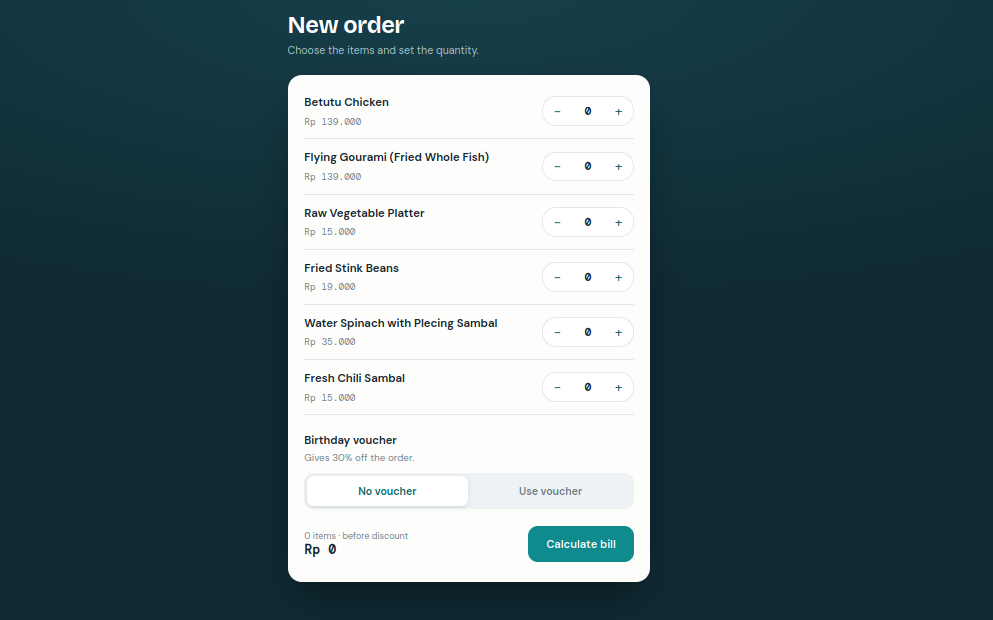 New order
Choose the items and set the quantity.
Betutu Chicken
Rp 139.000
− 0 +
Flying Gourami (Fried Whole Fish)
Rp 139.000
− 0 +
Raw Vegetable Platter
Rp 15.000
− 0 +
Fried Stink Beans
Rp 19.000
− 0 +
Water Spinach with Plecing Sambal
Rp 35.000
− 0 +
Fresh Chili Sambal
Rp 15.000
− 0 +
Birthday voucher
Gives 30% off the order.
No voucher Use voucher
0 items · before discount
Rp 0
Calculate bill